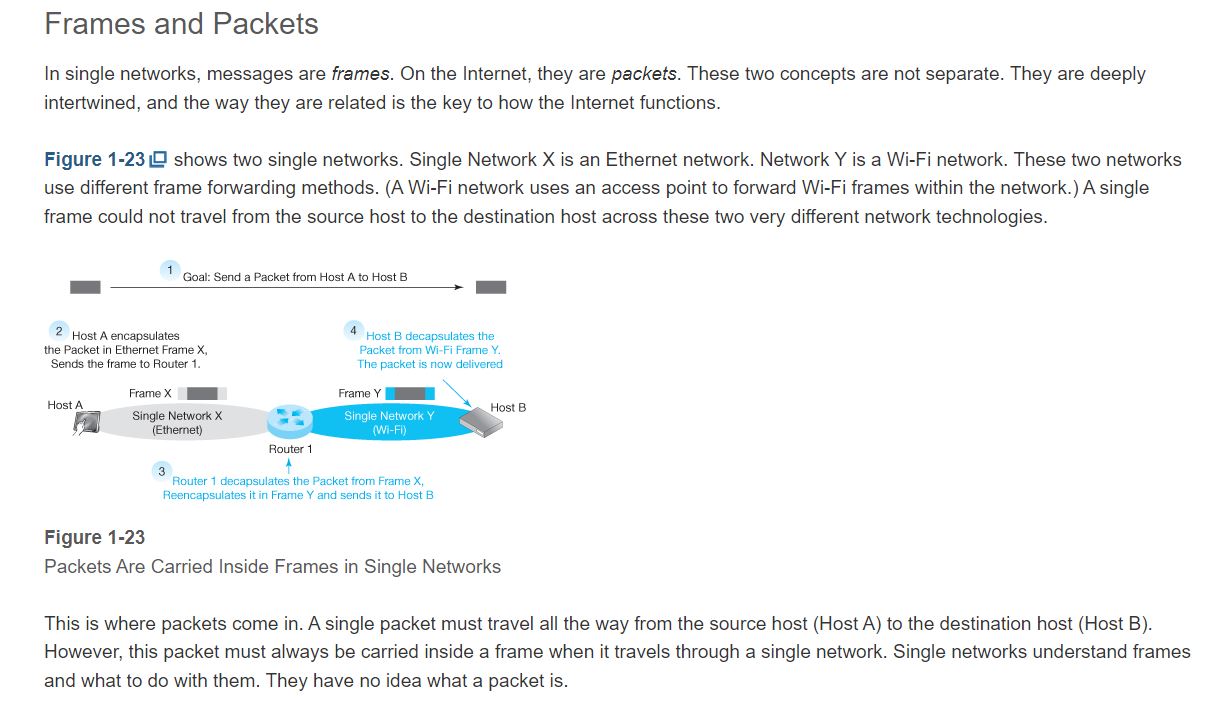 Frames and Packets
In single networks, messages are frames. On the Internet, they are packets. These two concepts are not separate. They are deeply
intertwined, and the way they are related is the key to how the Internet functions.
Figure 1-23 shows two single networks. Single Network X is an Ethernet network. Network Y is a Wi-Fi network. These two networks
use different frame forwarding methods. (A Wi-Fi network uses an access point to forward Wi-Fi frames within the network.) A single
frame could not travel from the source host to the destination host across these two very different network technologies.
1
Goal: Send a Packet from Host A to Host B
2
Host A encapsulates
the Packet in Ethernet Frame X,
Sends the frame to Router 1.
4
Host B decapsulates the
Packet from Wi-Fi Frame Y.
The packet is now delivered
Frame X
Frame Y
Host A
Single Network X
(Ethernet)
Single Network Y
(Wi-Fi)
Host B
Router 1
3
Router 1 decapsulates the Packet from Frame X,
Reencapsulates it in Frame Y and sends it to Host B
Figure 1-23
Packets Are Carried Inside Frames in Single Networks
This is where packets come in. A single packet must travel all the way from the source host (Host A) to the destination host (Host B).
However, this packet must always be carried inside a frame when it travels through a single network. Single networks understand frames
and what to do with them. They have no idea what a packet is.